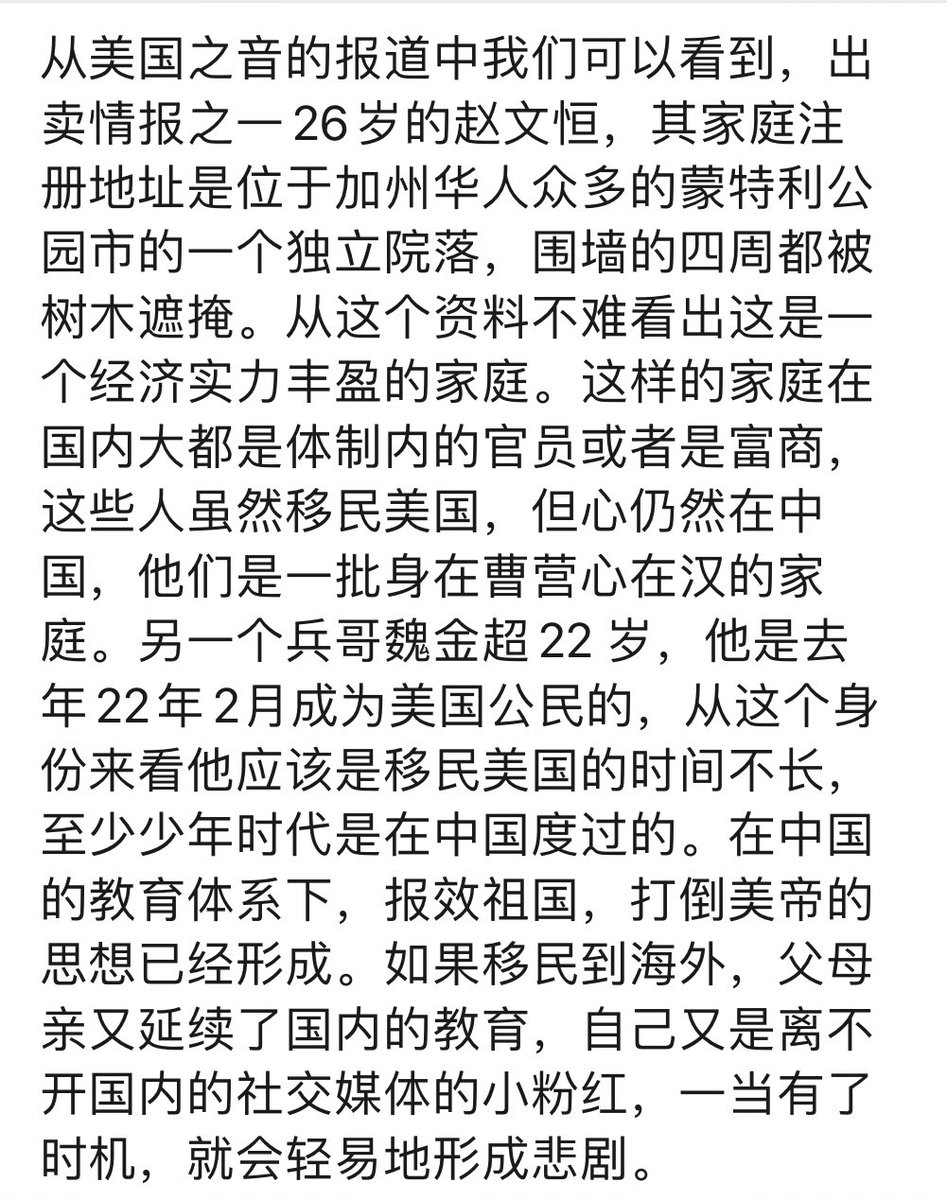 从美国之音的报道中我们可以看到，出
卖情报之一26岁的赵文恒，其家庭注
册地址是位于加州华人众多的蒙特利公
园市的一个独立院落，围墙的四周都被
树木遮掩。从这个资料不难看出这是一
个经济实力丰盈的家庭。这样的家庭在
国内大都是体制内的官员或者是富商，
这些人虽然移民美国，但心仍然在中
国，他们是一批身在曹营心在汉的家
庭。另一个兵哥魏金超22 岁，他是去
年22年2月成为美国公民的，从这个身
份来看他应该是移民美国的时间不长，
至少少年时代是在中国度过的。在中国
的教育体系下，报效祖国，打倒美帝的
思想已经形成。如果移民到海外，父母
亲又延续了国内的教育，自己又是离不
开国内的社交媒体的小粉红，一当有了
时机，就会轻易地形成悲剧。